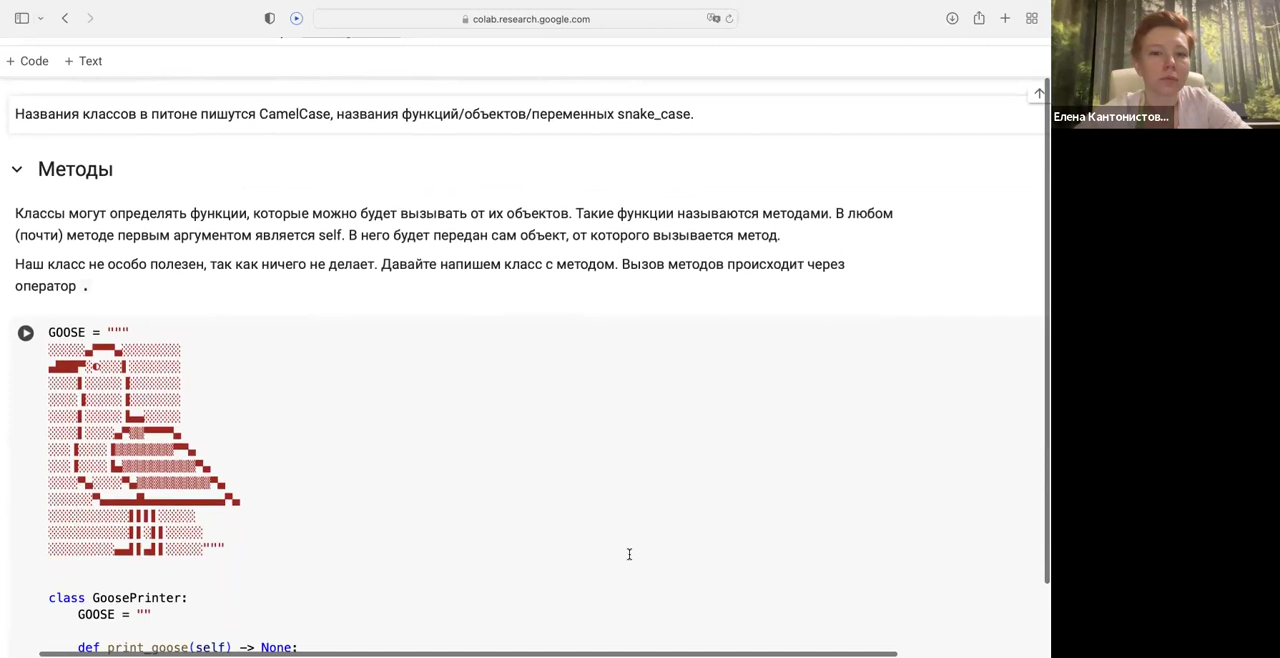 colab.research.google.com
+ Code + Text
Названия классов в питоне пишутся CamelCase, названия функций/объектов/переменных snake_case.
Методы
Классы могут определять функции, которые можно будет вызывать от их объектов. Такие функции называются методами. В любом
(почти) методе первым аргументом является self. В него будет передан сам объект, от которого вызывается метод.
Наш класс не особо полезен, так как ничего не делает. Давайте напишем класс с методом. Вызов методов происходит через
оператор .
GOOSE = """
"""
class GoosePrinter:
GOOSE = ""
def print_goose(self) -> None:
Елена Кантонистов...